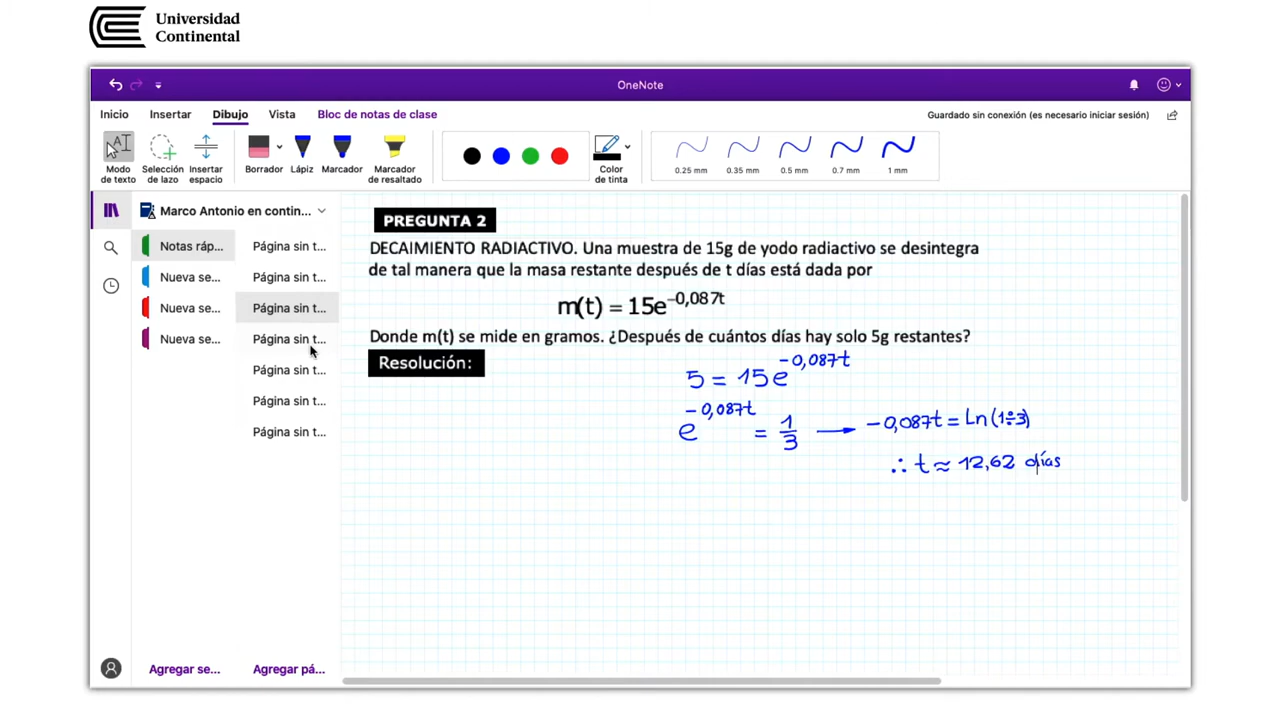 Universidad
Continental
OneNote
Inicio Insertar Dibujo Vista Bloc de notas de clase
Guardado sin conexión (es necesario iniciar sesión)
Modo de texto
Selección de lazo
Insertar espacio
Borrador
Lápiz
Marcador
Marcador de resaltado
Color de tinta
0.25 mm 0.35 mm 0.5 mm 0.7 mm 1 mm
Marco Antonio en contin...
Notas ráp...
Nueva se...
Nueva se...
Nueva se...
Página sin t...
Página sin t...
Página sin t...
Página sin t...
Página sin t...
Página sin t...
Página sin t...
Agregar se...
Agregar pá...
PREGUNTA 2
DECAIMIENTO RADIACTIVO. Una muestra de 15g de yodo radiactivo se desintegra
de tal manera que la masa restante después de t días está dada por
m(t) = 15e^−0,087t
Donde m(t) se mide en gramos. ¿Después de cuántos días hay solo 5g restantes?
Resolución:
5 = 15e^−0,087t
e^−0,087t = 1/3 → −0,087t = Ln(1÷3)
∴ t ≈ 12,62 días